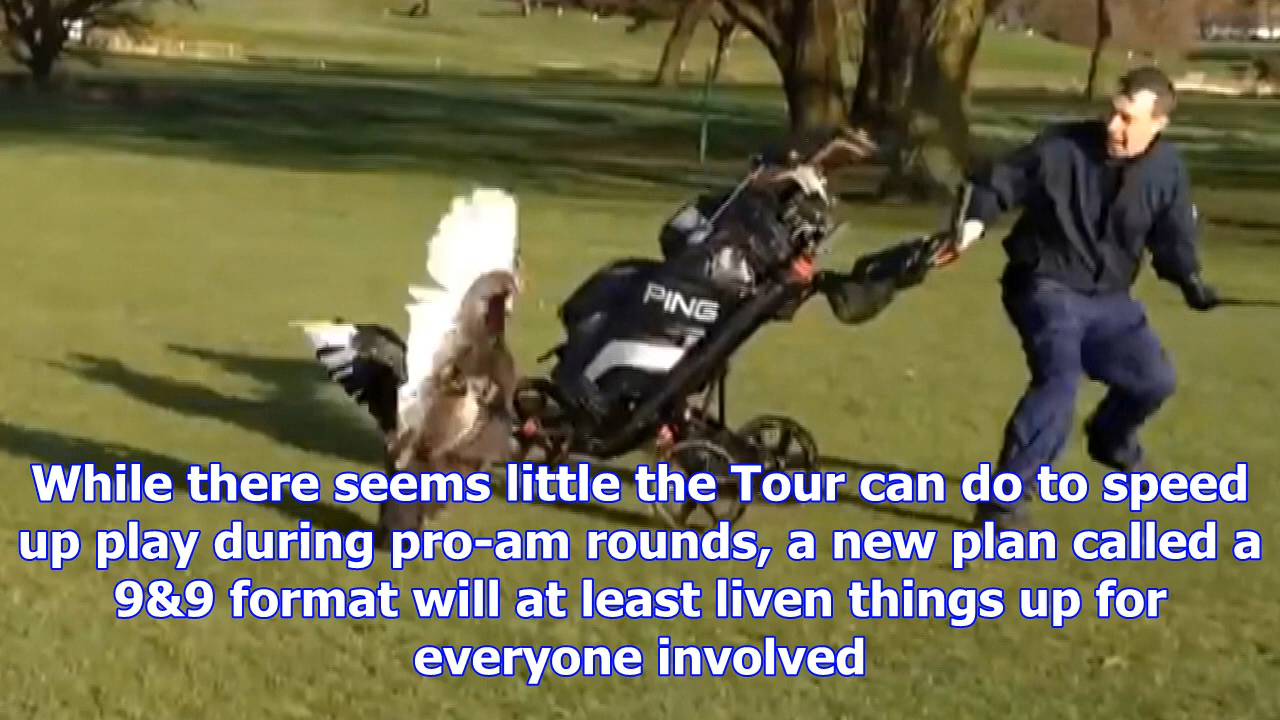 PING
While there seems little the Tour can do to speed
up play during pro-am rounds, a new plan called a
9&9 format will at least liven things up for
everyone involved